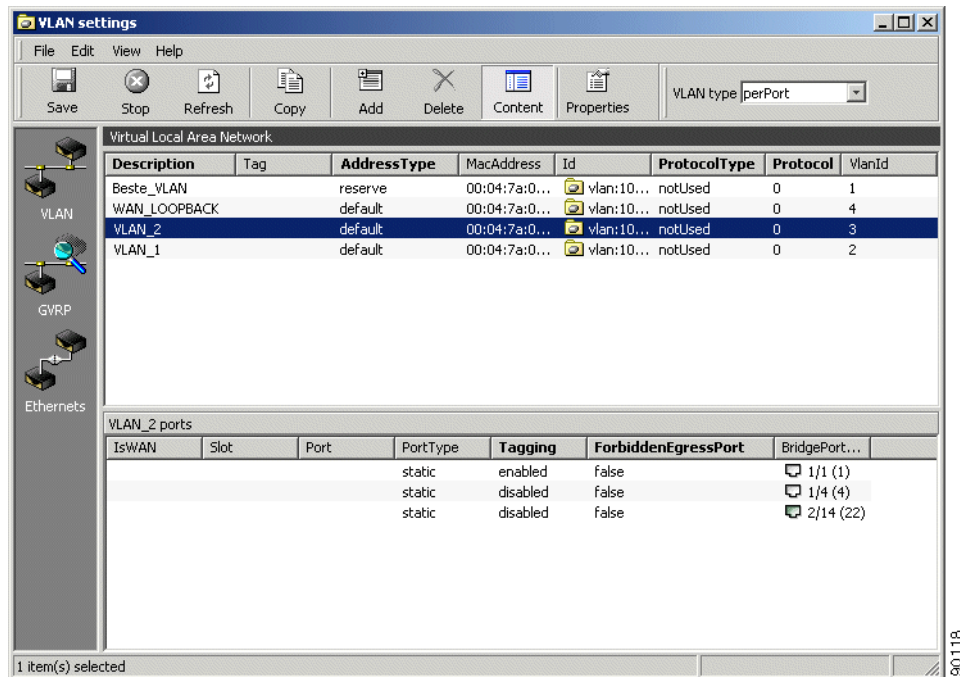 VLAN settings
File Edit View Help
Save Stop Refresh Copy Add Delete Content Properties VLAN type perPort
VLAN
GVRP
Ethernets
Virtual Local Area Network
Description Tag AddressType MacAddress Id ProtocolType Protocol VlanId
Beste_VLAN reserve 00:04:7a:0... vlan:10... notUsed 0 1
WAN_LOOPBACK default 00:04:7a:0... vlan:10... notUsed 0 4
VLAN_2 default 00:04:7a:0... vlan:10... notUsed 0 3
VLAN_1 default 00:04:7a:0... vlan:10... notUsed 0 2
VLAN_2 ports
IsWAN Slot Port PortType Tagging ForbiddenEgressPort BridgePort...
static enabled false 1/1 (1)
static disabled false 1/4 (4)
static disabled false 2/14 (22)
1 item(s) selected
90118